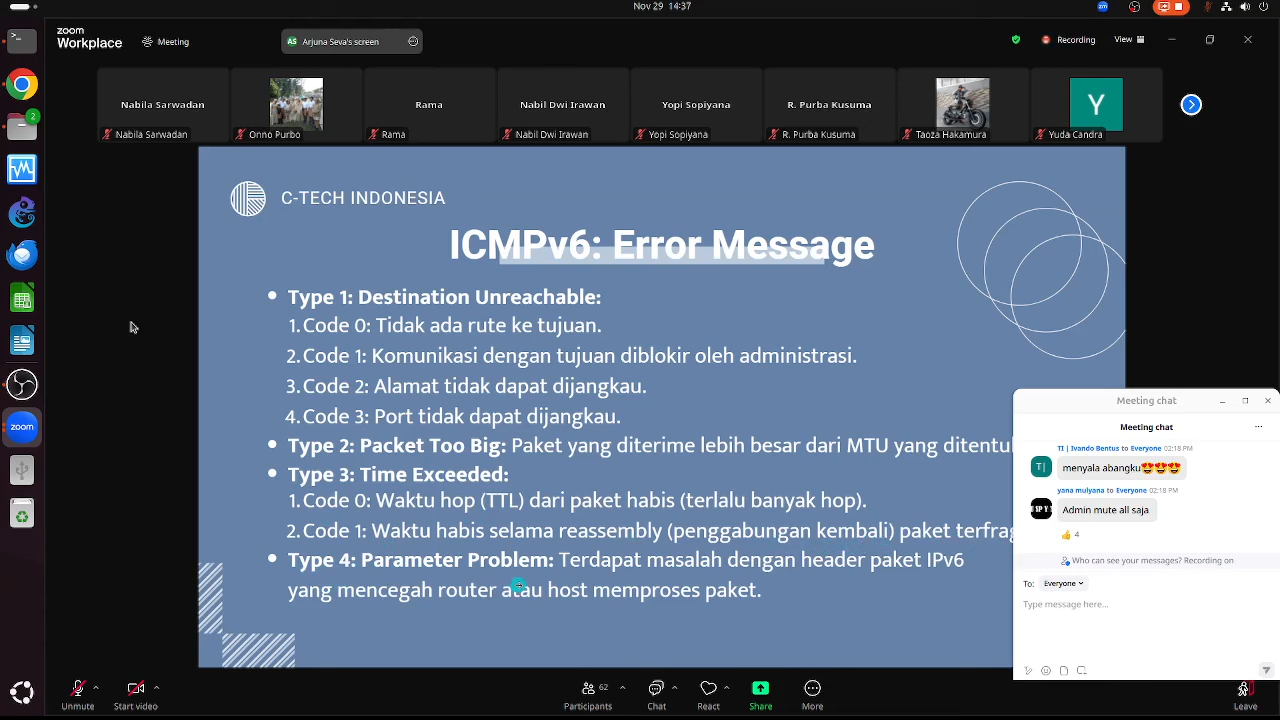 Nov 29 14:37
zm
zoom
Workplace
Meeting
AS Arjuna Seva's screen
Recording
View
Nabila Sarwadan
Rama
Nabil Dwi Irawan
Yopi Sopiyana
R. Purba Kusuma
Y
Nabila Sarwadan
Onno Purbo
Rama
Nabil Dwi Irawan
Yopi Sopiyana
R. Purba Kusuma
Taoza Hakamura
Yuda Candra
2
C-TECH INDONESIA
ICMPv6: Error Message
• Type 1: Destination Unreachable:
1. Code 0: Tidak ada rute ke tujuan.
2. Code 1: Komunikasi dengan tujuan diblokir oleh administrasi.
3. Code 2: Alamat tidak dapat dijangkau.
4. Code 3: Port tidak dapat dijangkau.
• Type 2: Packet Too Big: Paket yang diterime lebih besar dari MTU yang ditentuk
• Type 3: Time Exceeded:
1. Code 0: Waktu hop (TTL) dari paket habis (terlalu banyak hop).
2. Code 1: Waktu habis selama reassembly (penggabungan kembali) paket terfrag
• Type 4: Parameter Problem: Terdapat masalah dengan header paket IPv6
yang mencegah router atau host memproses paket.
zoom
Meeting chat
Meeting chat
TI | Ivando Bentus to Everyone 02:18 PM
T|
menyala abangku😍😍😍
yana mulyana to Everyone 02:18 PM
Admin mute all saja
👍 4
Who can see your messages? Recording on
To: Everyone
Type message here...
62
Unmute
Start video
Participants
Chat
React
Share
More
Leave